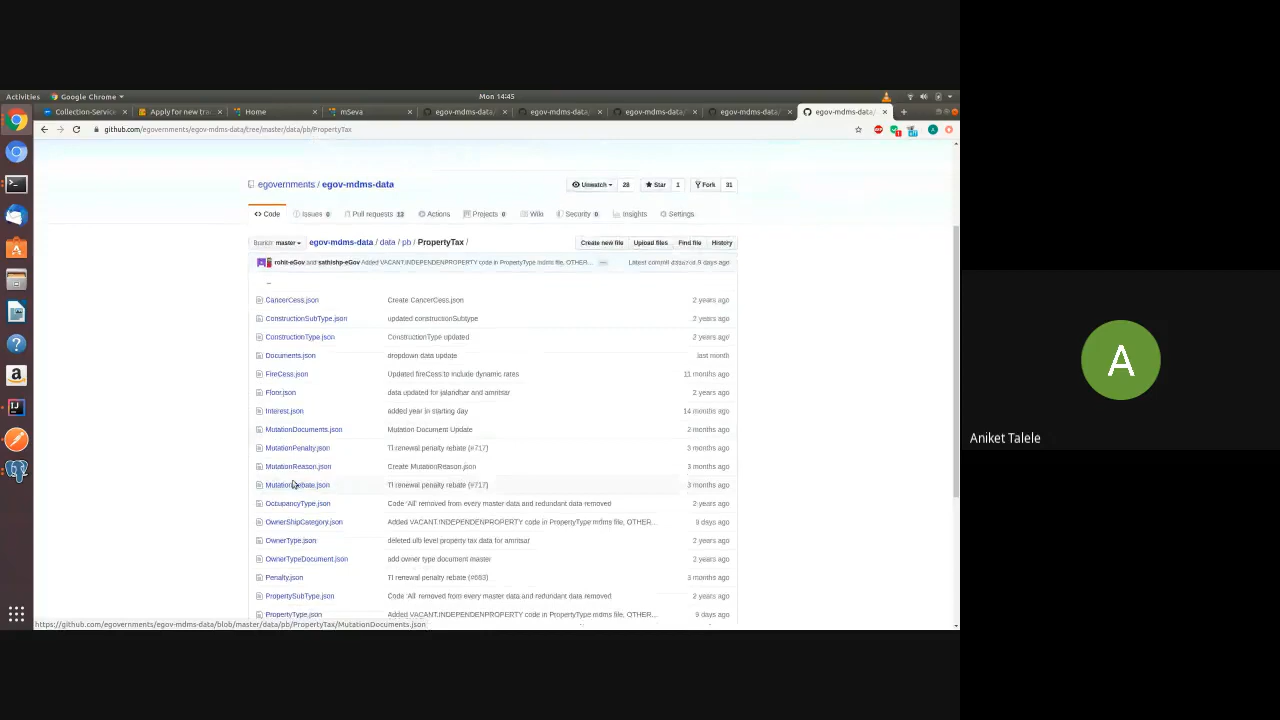 Activities Google Chrome Mon 14:45
Collection-Service Apply for new tra Home mSeva egov-mdms-data/ egov-mdms-data/ egov-mdms-data/ egov-mdms-data/ egov-mdms-data/
github.com/egovernments/egov-mdms-data/tree/master/data/pb/PropertyTax
egovernments / egov-mdms-data Unwatch 28 Star 1 Fork 31
Code Issues 0 Pull requests 12 Actions Projects 0 Wiki Security 0 Insights Settings
Branch: master egov-mdms-data / data / pb / PropertyTax / Create new file Upload files Find file History
rohit-eGov and sathishp-eGov Added VACANT.INDEPENDENPROPERTY code in PropertyType mdms file, OTHER... Latest commit 9 days ago
..
CancerCess.json Create CancerCess.json 2 years ago
ConstructionSubType.json updated constructionSubtype 2 years ago
ConstructionType.json ConstructionType updated 2 years ago
Documents.json dropdown data update last month
FireCess.json Updated fireCess to include dynamic rates 11 months ago
Floor.json data updated for jalandhar and amritsar 2 years ago
Interest.json added year in starting day 14 months ago
MutationDocuments.json Mutation Document Update 2 months ago
MutationPenalty.json Tl renewal penalty rebate (#717) 3 months ago
MutationReason.json Create MutationReason.json 3 months ago
MutationRebate.json Tl renewal penalty rebate (#717) 3 months ago
OccupancyType.json Code 'All' removed from every master data and redundant data removed 2 years ago
OwnerShipCategory.json Added VACANT.INDEPENDENPROPERTY code in PropertyType mdms file, OTHER... 9 days ago
OwnerType.json deleted ulb level property tax data for amritsar 2 years ago
OwnerTypeDocument.json add owner type document master 2 years ago
Penalty.json Tl renewal penalty rebate (#683) 3 months ago
PropertySubType.json Code 'All' removed from every master data and redundant data removed 2 years ago
PropertyType.json Added VACANT.INDEPENDENPROPERTY code in PropertyType mdms file, OTHER... 9 days ago
https://github.com/egovernments/egov-mdms-data/blob/master/data/pb/PropertyTax/MutationDocuments.json
A
Aniket Talele